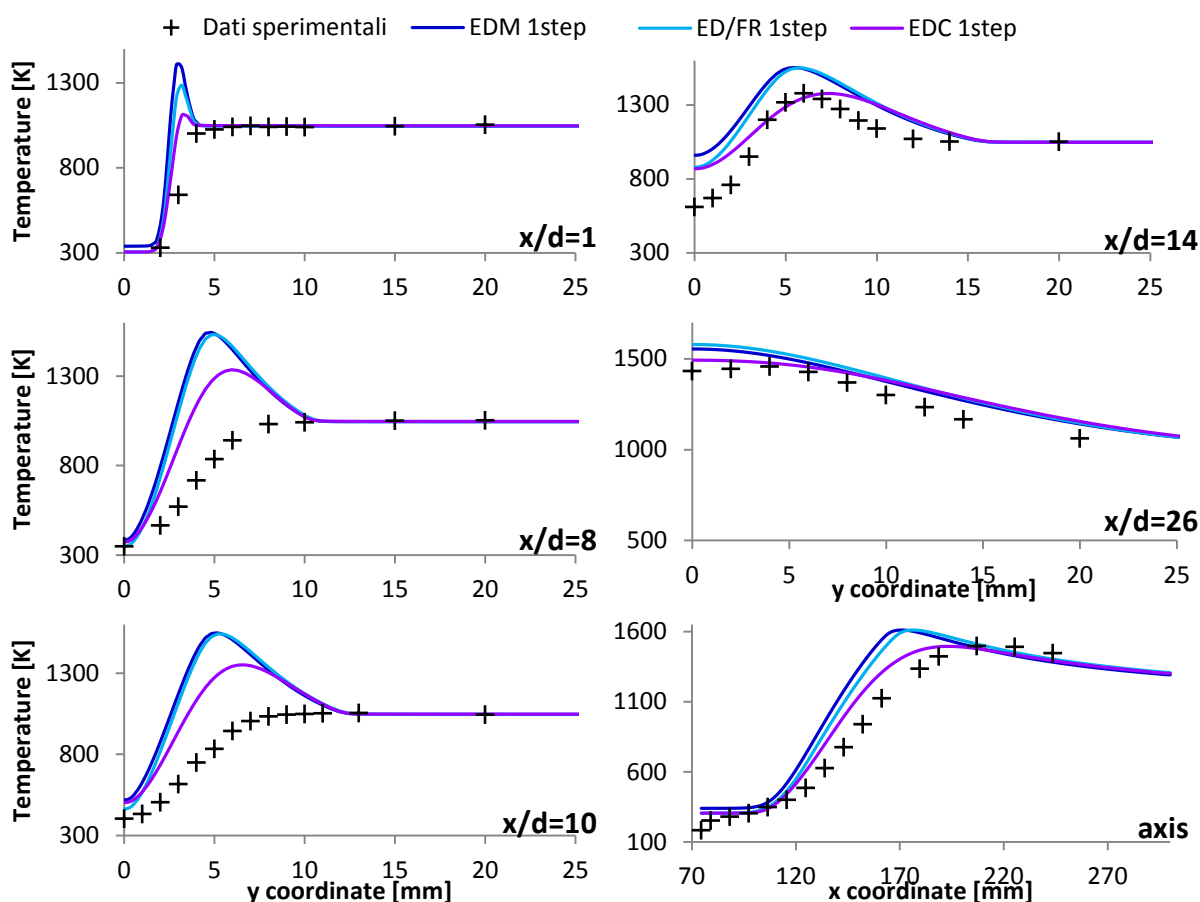 Dati sperimentali EDM 1step ED/FR 1step EDC 1step
Temperature [K]
1300
800
300
0 5 10 15 20 25
x/d=1
1300
800
300
0 5 10 15 20 25
x/d=14
Temperature [K]
1300
800
300
0 5 10 15 20 25
x/d=8
1500
1000
500
0 5 10 15 20 25
x/d=26
y coordinate [mm]
Temperature [K]
1300
800
300
0 5 10 15 20 25
x/d=10
y coordinate [mm]
1600
1100
600
100
70 120 170 220 270
axis
x coordinate [mm]